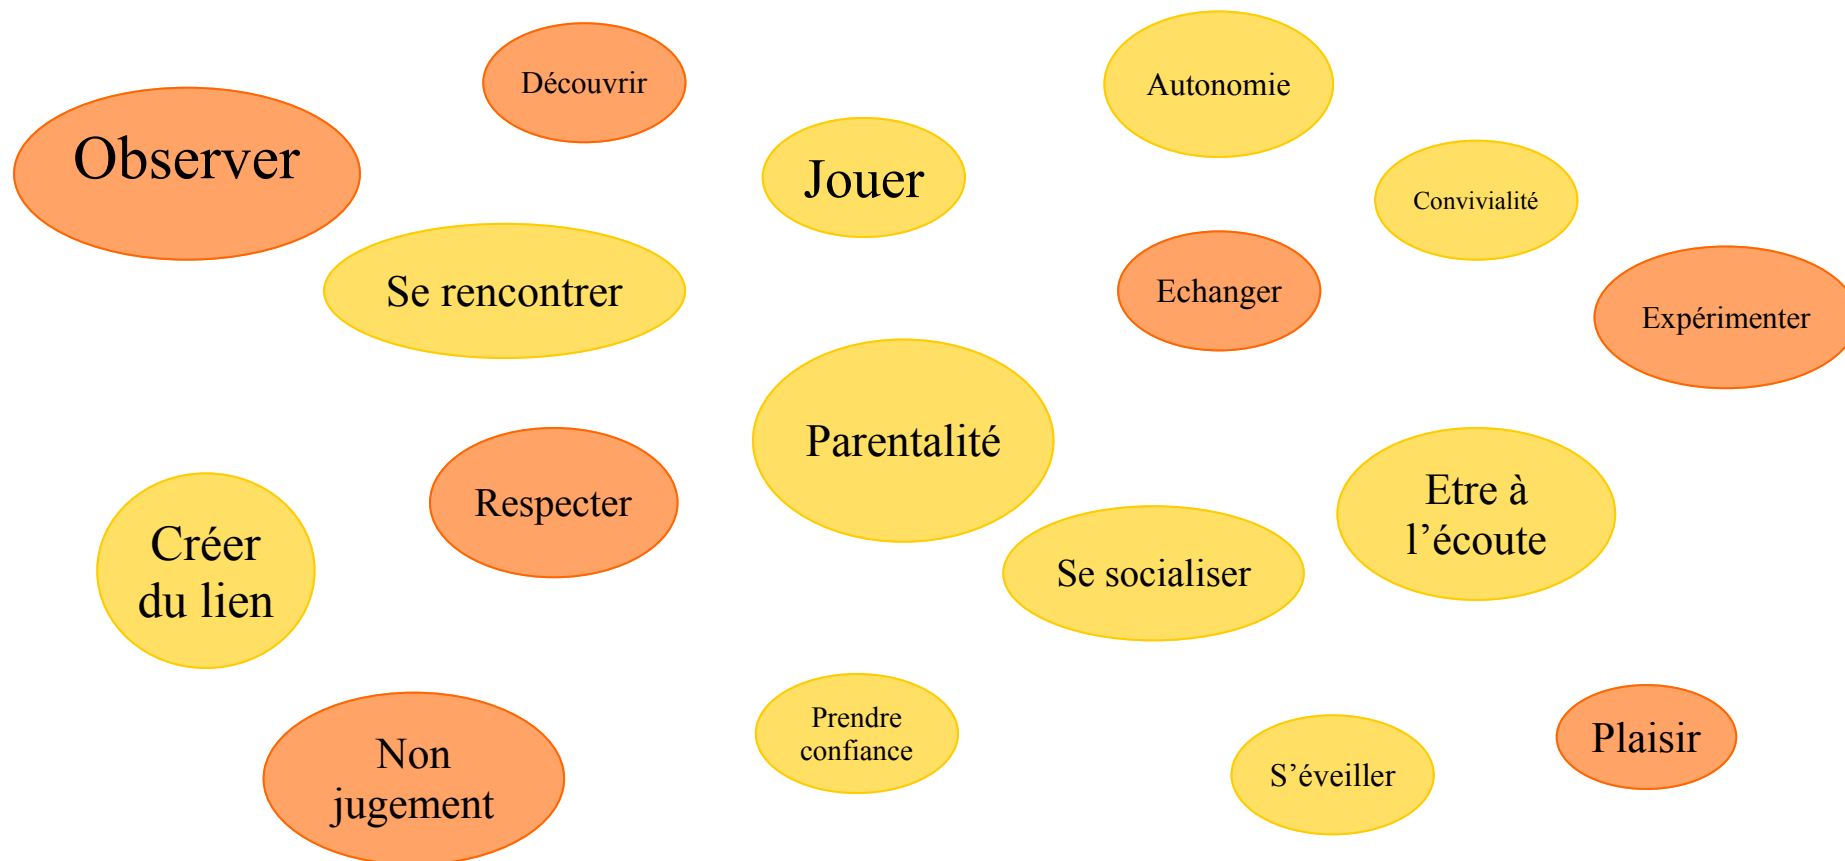 Découvrir
Autonomie
Observer
Jouer
Convivialité
Se rencontrer
Echanger
Expérimenter
Parentalité
Respecter
Etre à
l’écoute
Créer
du lien
Se socialiser
Prendre
confiance
Plaisir
Non
jugement
S’éveiller